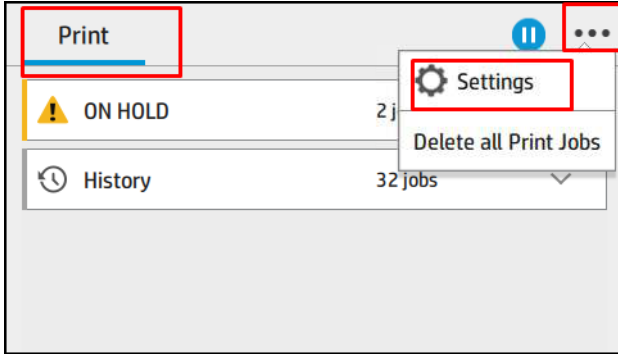 Print
Settings
ON HOLD 2 j
Delete all Print Jobs
History 32 jobs